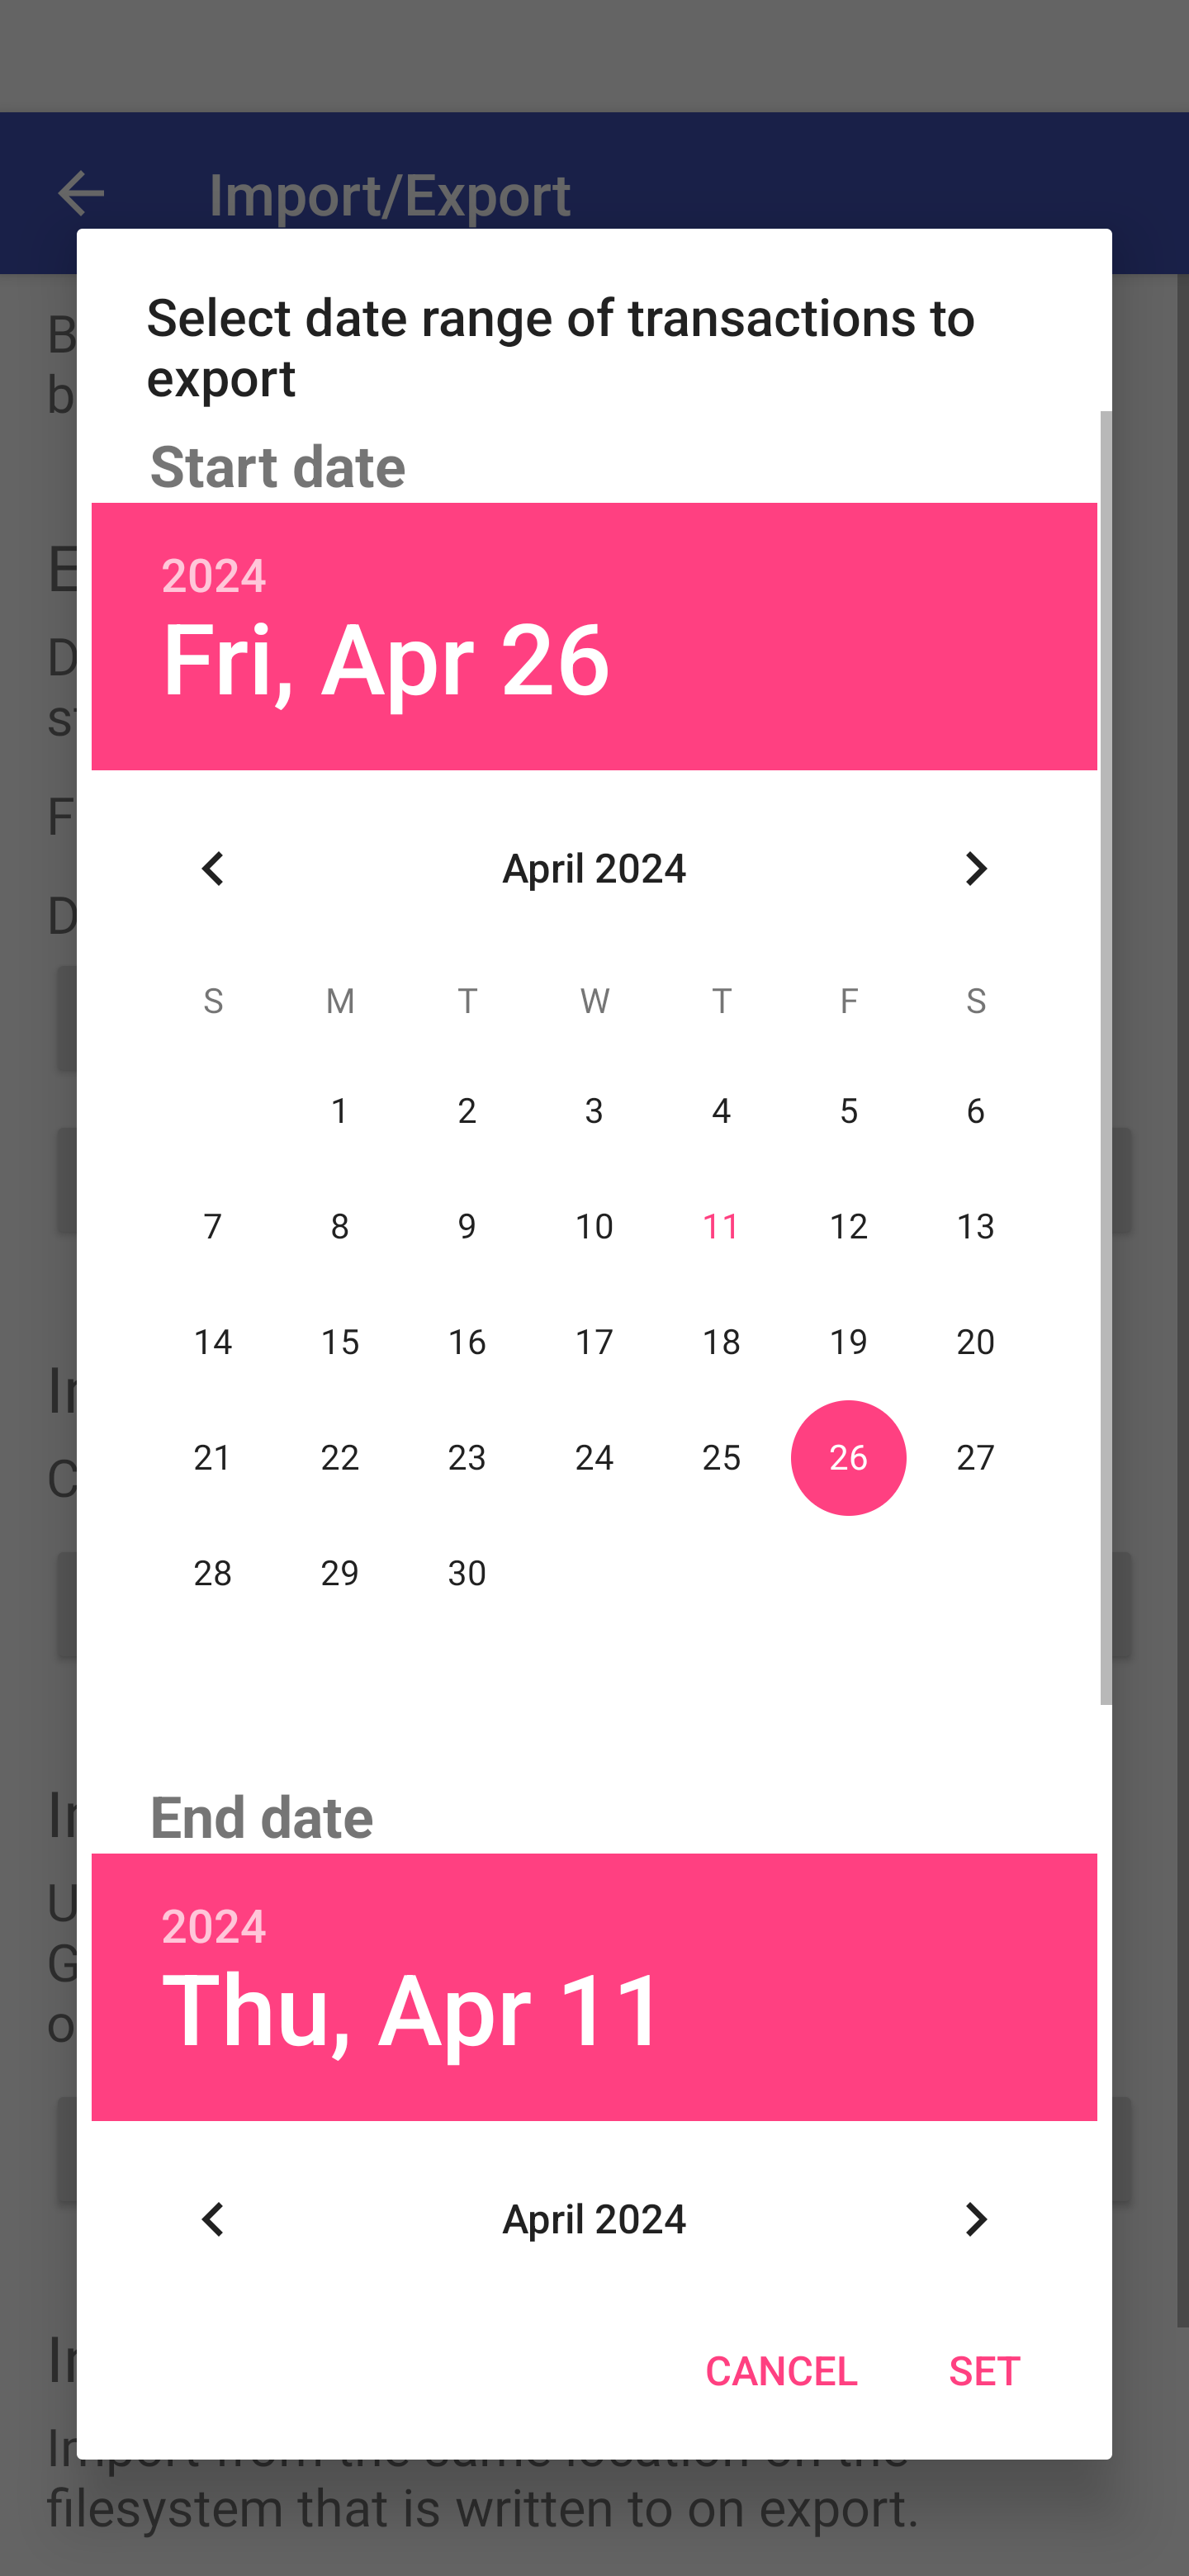 Import/Export
Select date range of transactions to
export
Start date
2024
Fri, Apr 26
April 2024
S M T W T F S
1 2 3 4 5 6
7 8 9 10 11 12 13
14 15 16 17 18 19 20
21 22 23 24 25 26 27
28 29 30
End date
2024
Thu, Apr 11
April 2024
CANCEL SET
Import from the same location on the
filesystem that is written to on export.